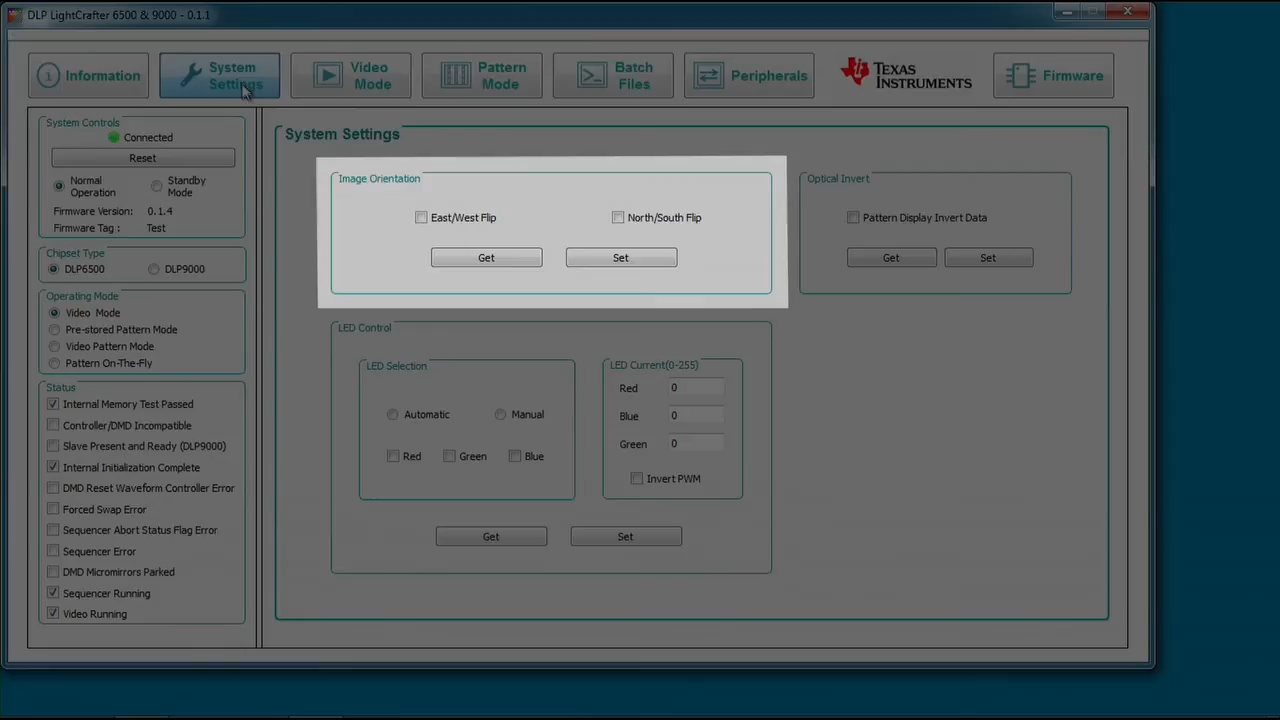 DLP LightCrafter 6500 & 9000 - 0.1.1
Information
System
Settings
Video
Mode
Pattern
Mode
Batch
Files
Peripherals
TEXAS
INSTRUMENTS
Firmware
System Controls
Connected
Reset
Normal
Operation
Standby
Mode
Firmware Version: 0.1.4
Firmware Tag : Test
Chipset Type
DLP6500 DLP9000
Operating Mode
Video Mode
Pre-stored Pattern Mode
Video Pattern Mode
Pattern On-The-Fly
Status
Internal Memory Test Passed
Controller/DMD Incompatible
Slave Present and Ready (DLP9000)
Internal Initialization Complete
DMD Reset Waveform Controller Error
Forced Swap Error
Sequencer Abort Status Flag Error
Sequencer Error
DMD Micromirrors Parked
Sequencer Running
Video Running
System Settings
Image Orientation
East/West Flip North/South Flip
Get Set
Optical Invert
Pattern Display Invert Data
Get Set
LED Control
LED Selection
Automatic Manual
Red Green Blue
LED Current(0-255)
Red 0
Blue 0
Green 0
Invert PWM
Get Set